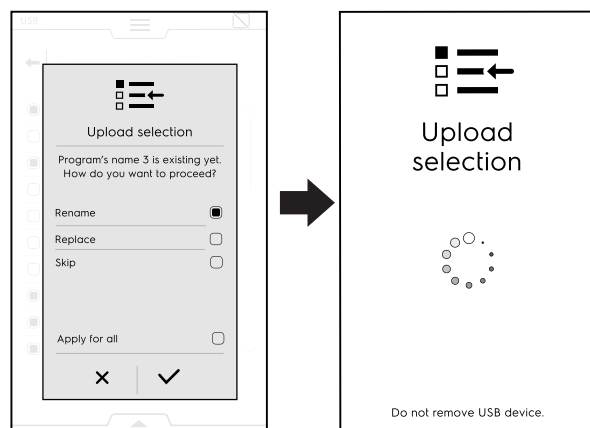 USB
Upload selection
Program's name 3 is existing yet.
How do you want to proceed?
Rename
Replace
Skip
Apply for all
Upload
selection
Do not remove USB device.